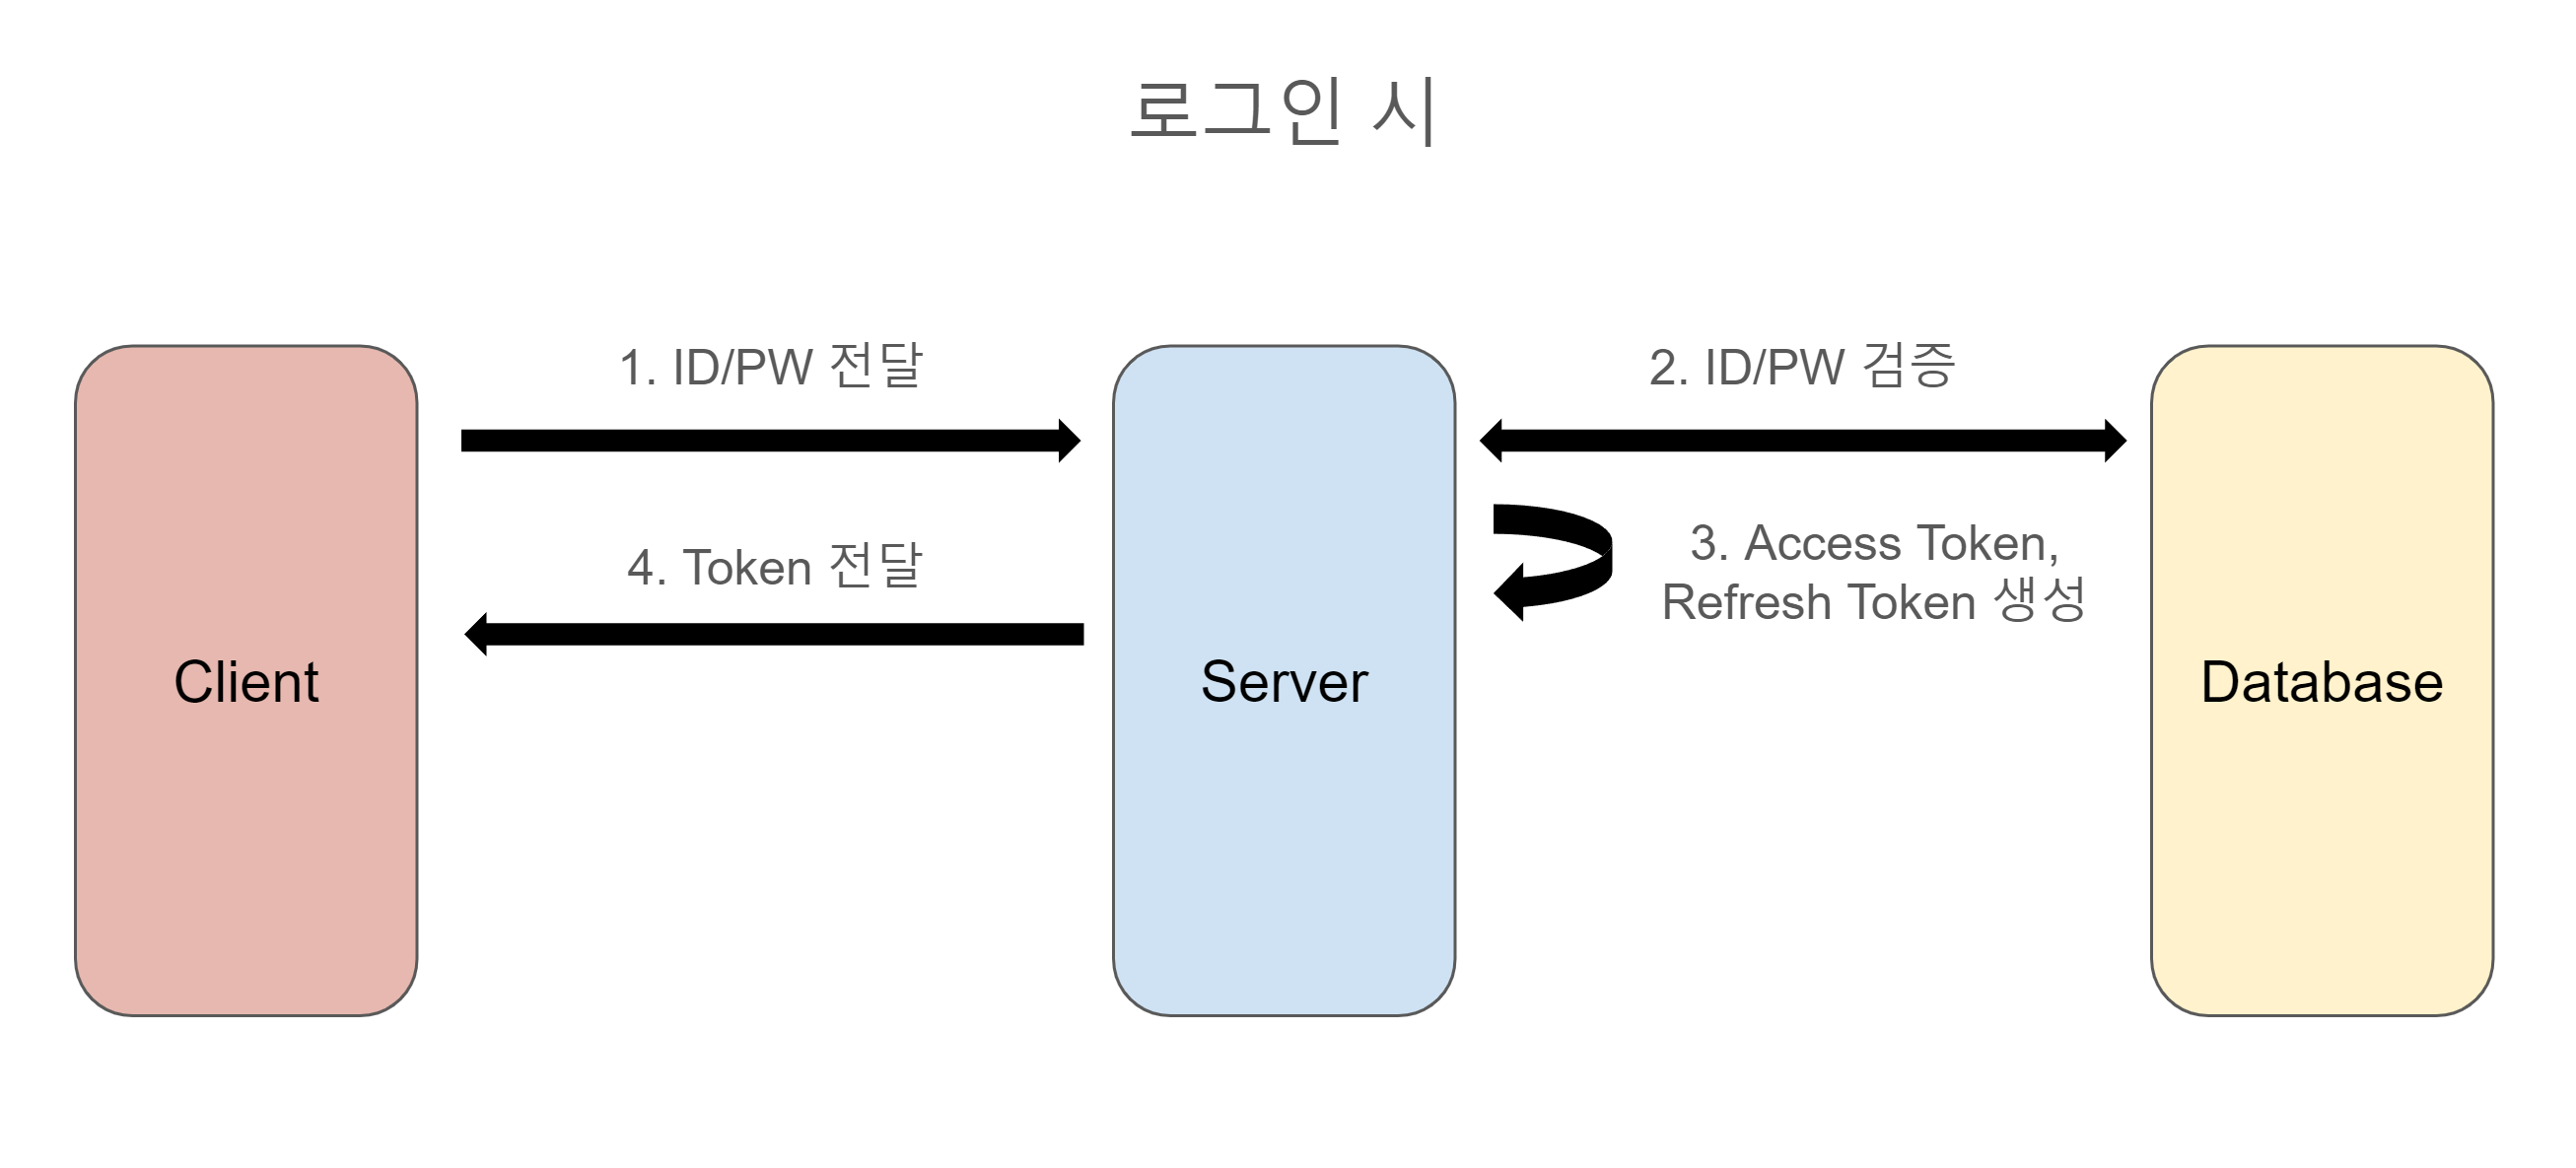 로그인 시
1. ID/PW 전달
2. ID/PW 검증
3. Access Token,
Refresh Token 생성
4. Token 전달
Client
Server
Database